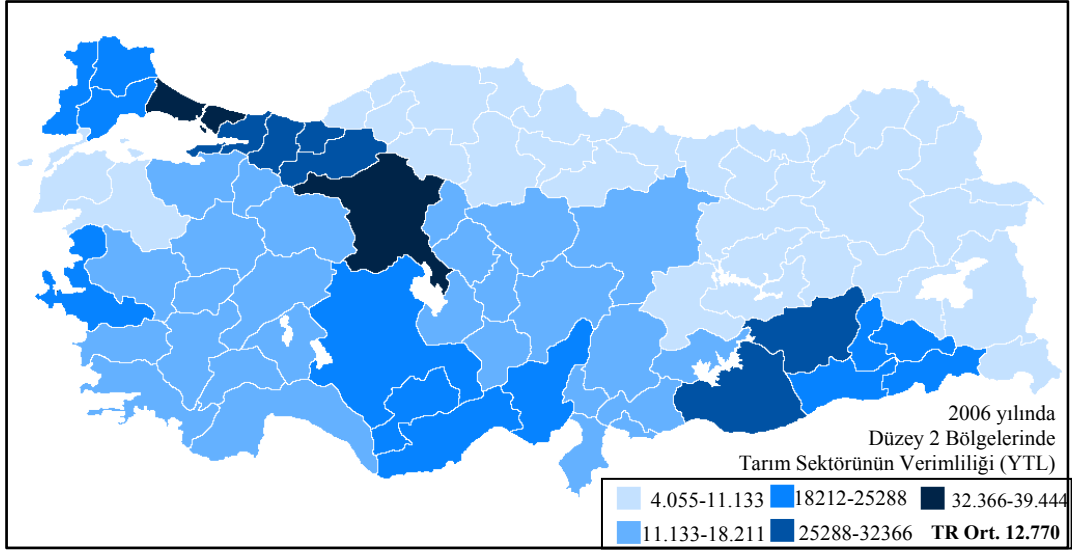 2006 yılında
Düzey 2 Bölgelerinde
Tarım Sektörünün Verimliliği (YTL)
4.055-11.133 18212-25288 32.366-39.444
11.133-18.211 25288-32366 TR Ort. 12.770